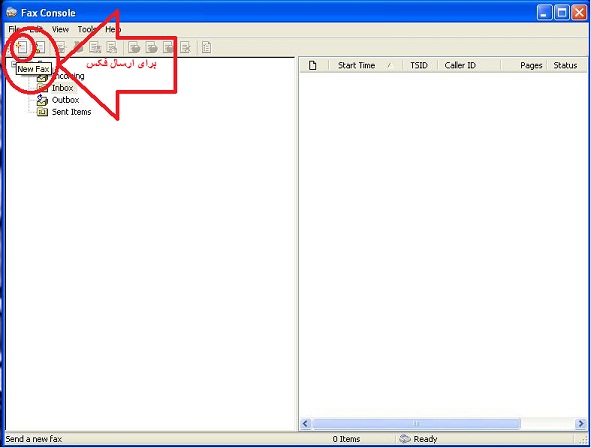 Fax Console
File Edit View Tools Help
برای ارسال فکس
New Fax
Incoming
Inbox
Outbox
Sent Items
Start Time TSID Caller ID Pages Status
Send a new fax 0 Items Ready